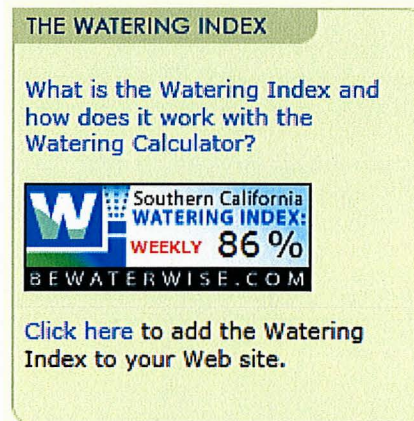 THE WATERING INDEX
What is the Watering Index and
how does it work with the
Watering Calculator?
W
Southern California
WATERING INDEX:
WEEKLY 86%
BEWATERWISE.COM
Click here to add the Watering
Index to your Web site.